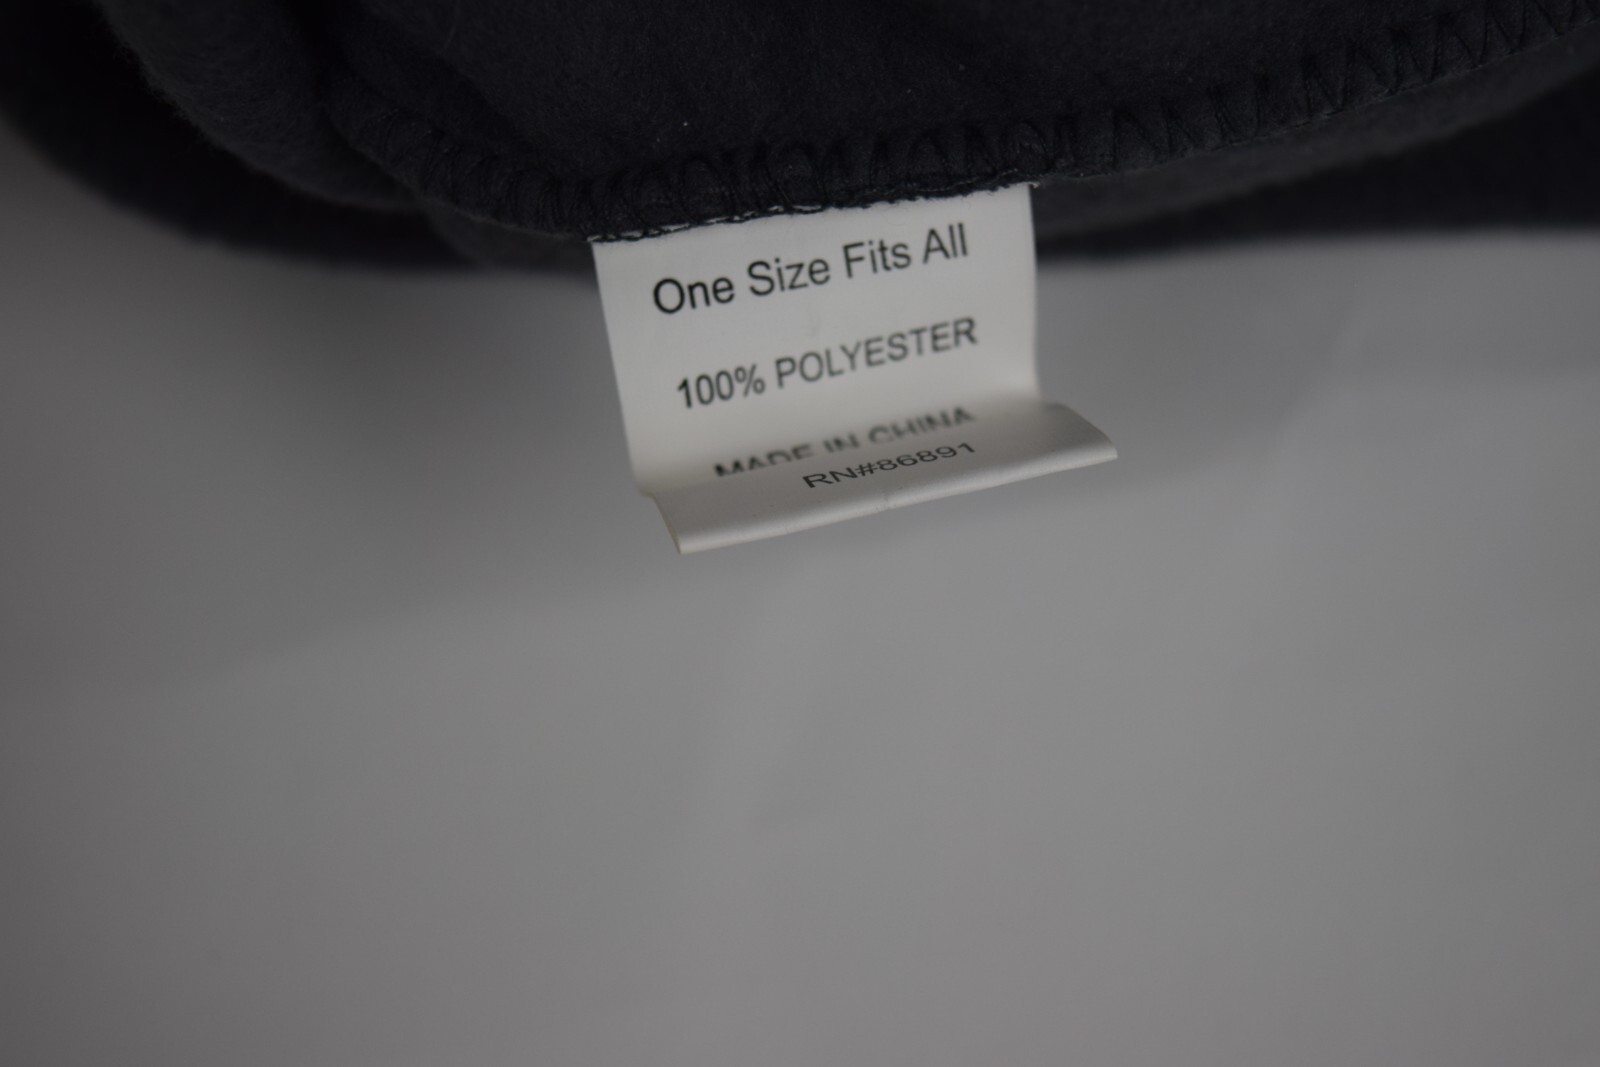 One Size Fits All
100% POLYESTER
MADE IN CHINA
RN#86891